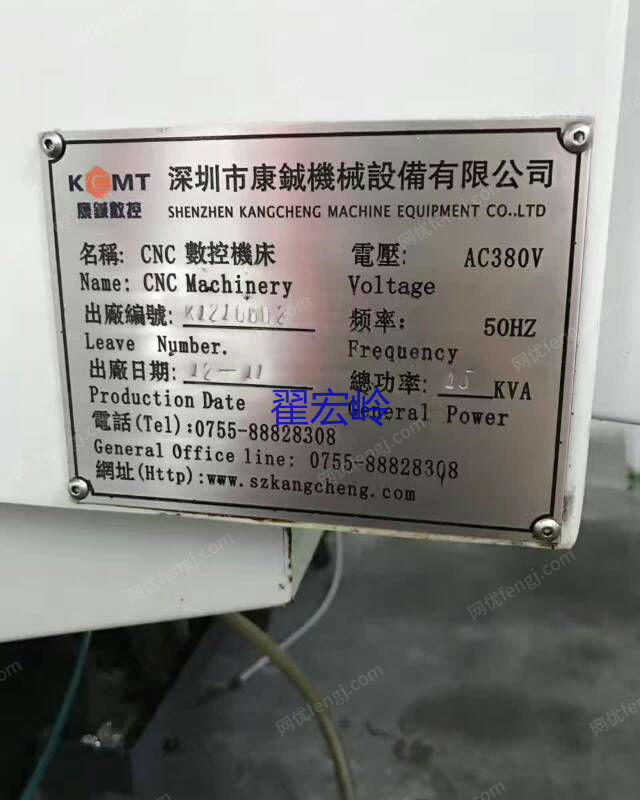 KCMT
康鋮數控
深圳市康鋮機械設備有限公司
SHENZHEN KANGCHENG MACHINE EQUIPMENT CO.,LTD
名稱: CNC 數控機床
Name: CNC Machinery
出廠編號: K1210602
Leave Number.
出廠日期: 12-11
Production Date
電壓: AC380V
Voltage
频率: 50HZ
Frequency
總功率: 15 KVA
General Power
電話(Tel):0755-88828308
General Office line: 0755-88828308
網址(Http):www.szkangcheng.com
翟宏岭
网优fengj.com